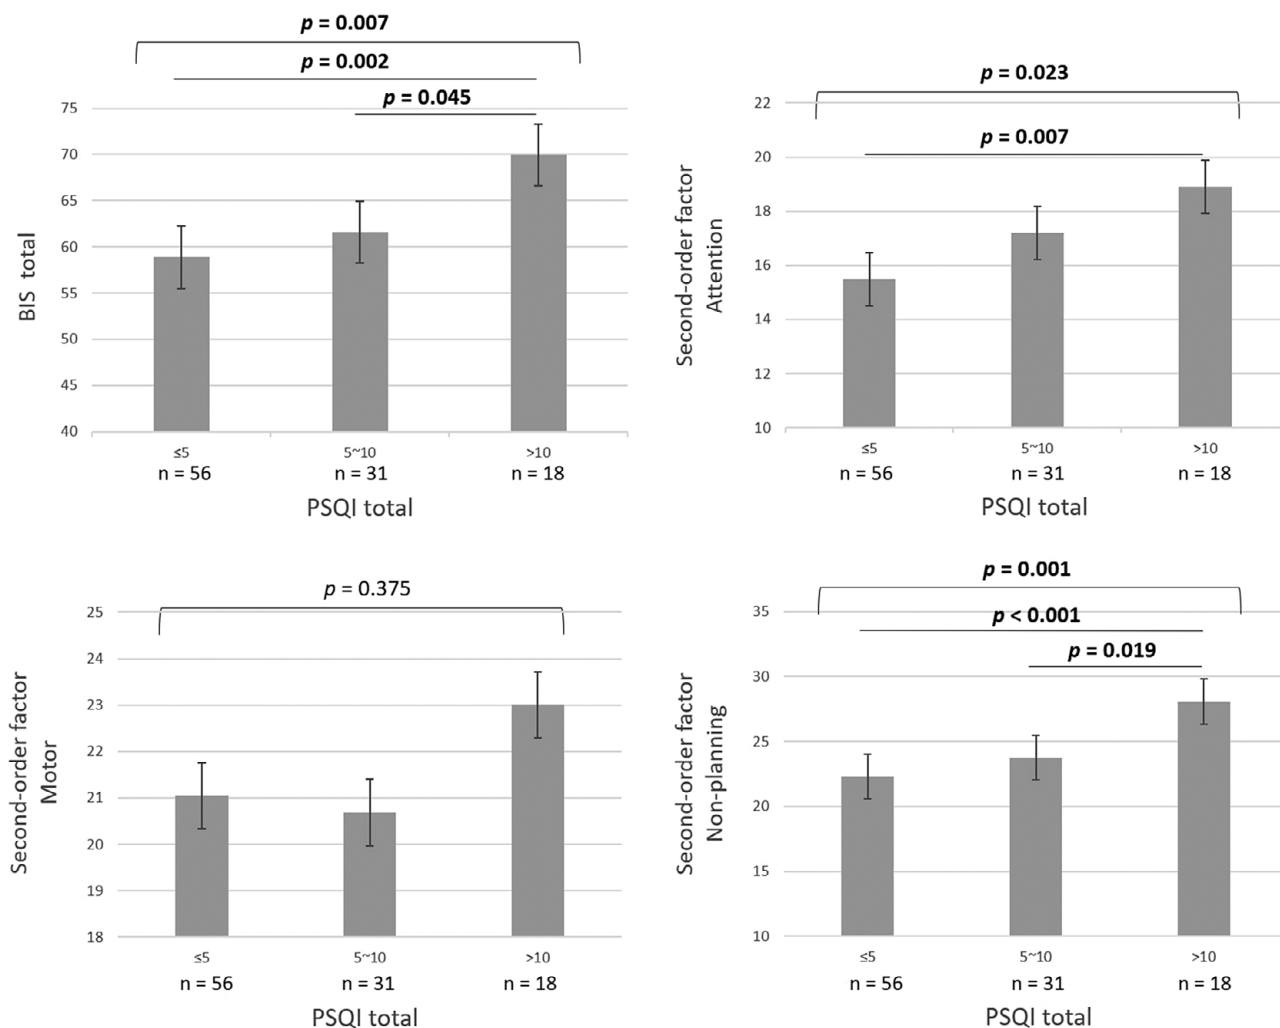 p = 0.007
p = 0.002
p = 0.045
75
70
65
60
55
50
45
40
BIS total
≤5
5~10
>10
n = 56
n = 31
n = 18
PSQI total
p = 0.023
p = 0.007
22
20
18
16
14
12
10
Second-order factor
Attention
≤5
5~10
>10
n = 56
n = 31
n = 18
PSQI total
p = 0.375
25
24
23
22
21
20
19
18
Second-order factor
Motor
≤5
5~10
>10
n = 56
n = 31
n = 18
PSQI total
p = 0.001
p < 0.001
p = 0.019
35
30
25
20
15
10
Second-order factor
Non-planning
≤5
5~10
>10
n = 56
n = 31
n = 18
PSQI total